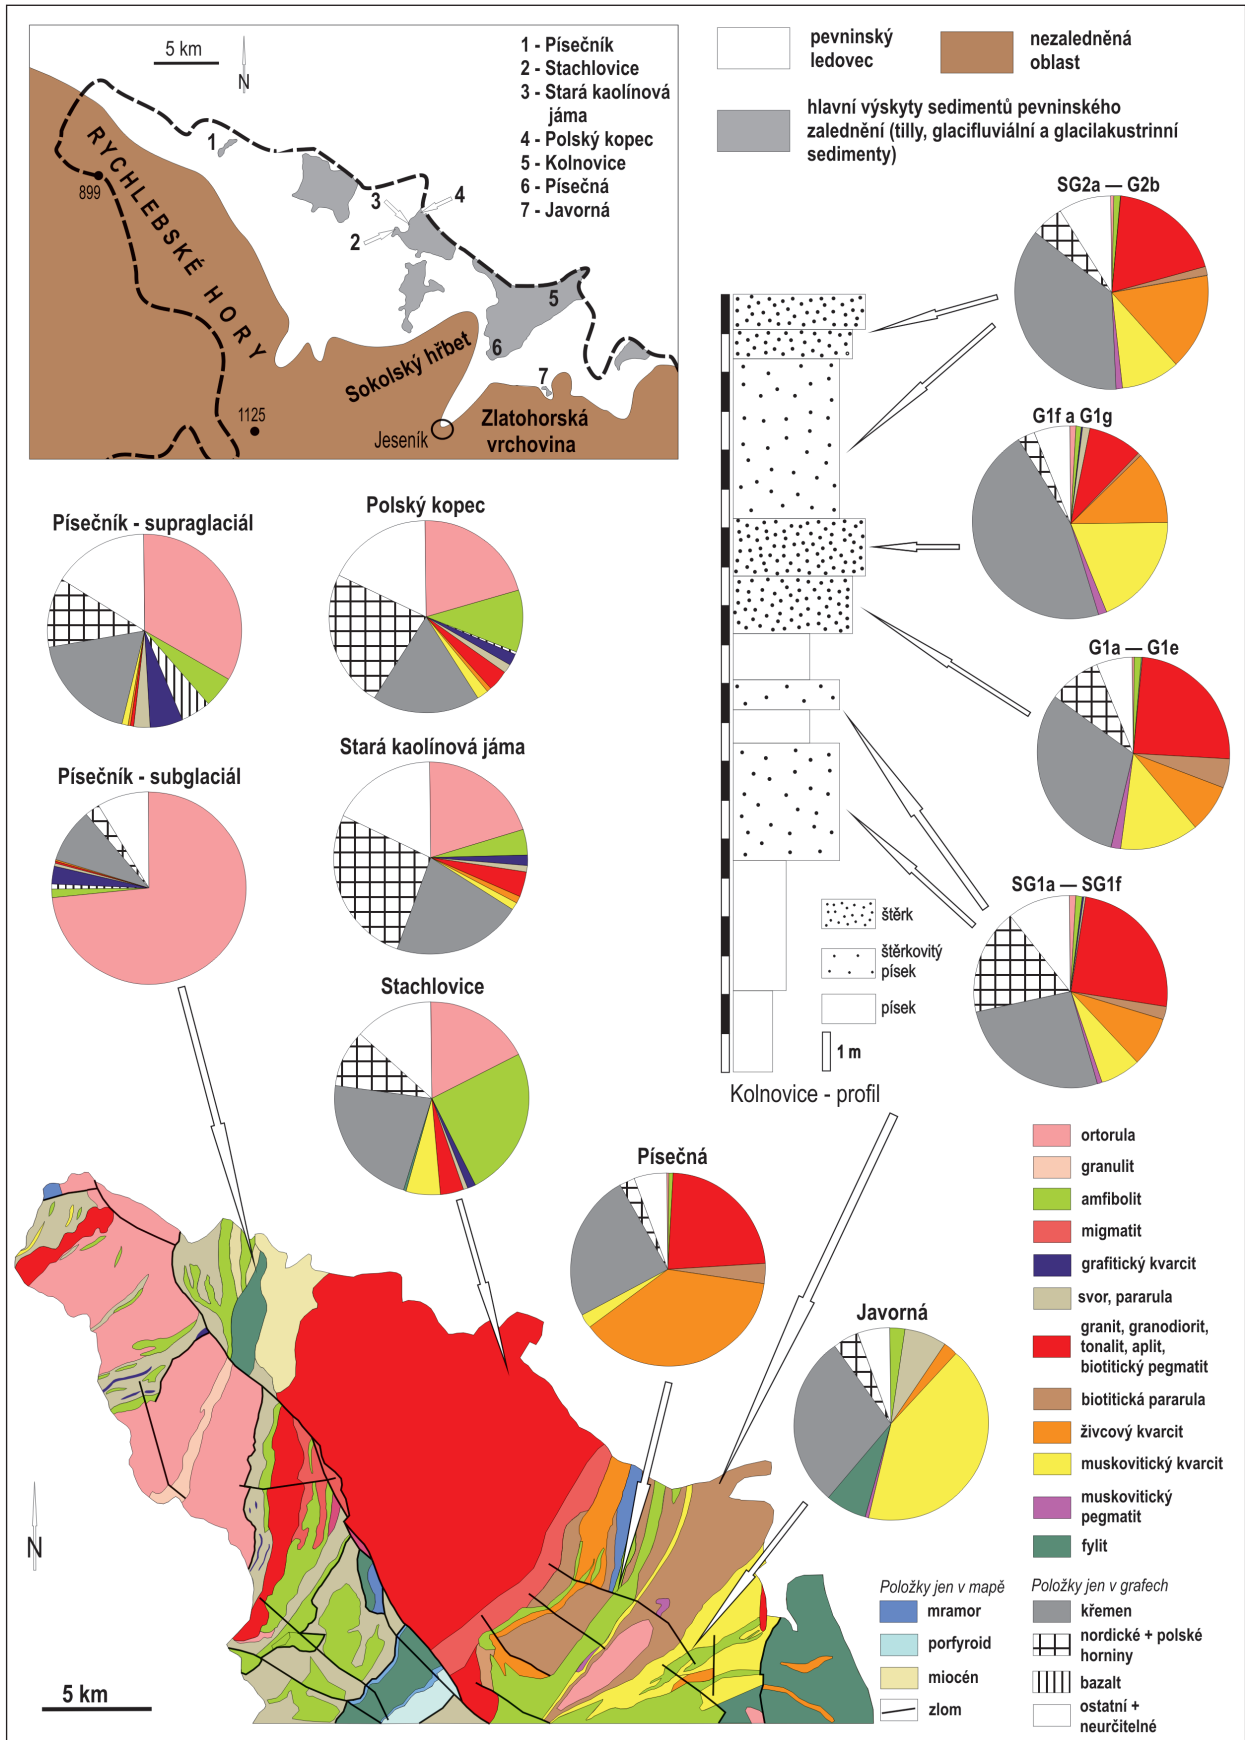 5 km
N
1 - Písečník
2 - Stachlovice
3 - Stará kaolínová
jáma
4 - Polský kopec
5 - Kolnovice
6 - Písečná
7 - Javorná
1
2
3
4
5
6
7
RYCHLEBSKÉ HORY
899
1125
Sokolský hřbet
Jeseník
Zlatohorská
vrchovina
pevninský
ledovec
nezaledněná
oblast
hlavní výskyty sedimentů pevninského
zalednění (tilly, glacifluviální a glacilakustrinní
sedimenty)
SG2a — G2b
G1f a G1g
G1a — G1e
SG1a — SG1f
Písečník - supraglaciál
Polský kopec
Písečník - subglaciál
Stará kaolínová jáma
Stachlovice
štěrk
štěrkovitý
písek
písek
1 m
Kolnovice - profil
Písečná
Javorná
ortorula
granulit
amfibolit
migmatit
grafitický kvarcit
svor, pararula
granit, granodiorit,
tonalit, aplit,
biotitický pegmatit
biotitická pararula
živcový kvarcit
muskovitický kvarcit
muskovitický
pegmatit
fylit
Položky jen v mapě
mramor
porfyroid
miocén
zlom
Položky jen v grafech
křemen
nordické + polské
horniny
bazalt
ostatní +
neurčitelné
N
5 km